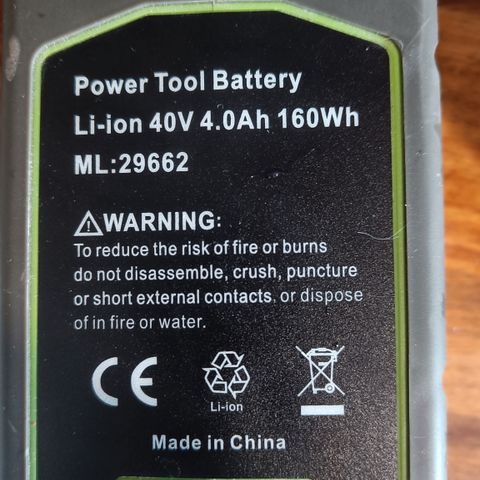 Power Tool Battery
Li-ion 40V 4.0Ah 160Wh
ML:29662
⚠WARNING:
To reduce the risk of fire or burns
do not disassemble, crush, puncture
or short external contacts, or dispose
of in fire or water.
CE
Li-ion
Made in China